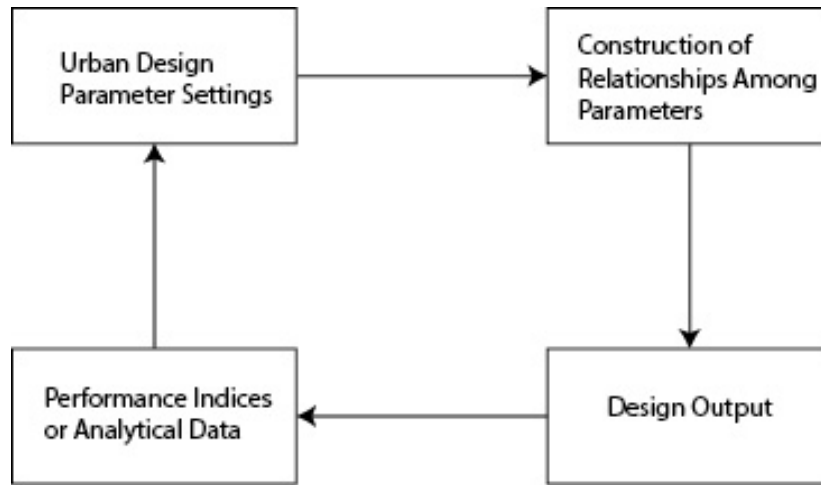 Urban Design
Parameter Settings
Construction of
Relationships Among
Parameters
Performance Indices
or Analytical Data
Design Output